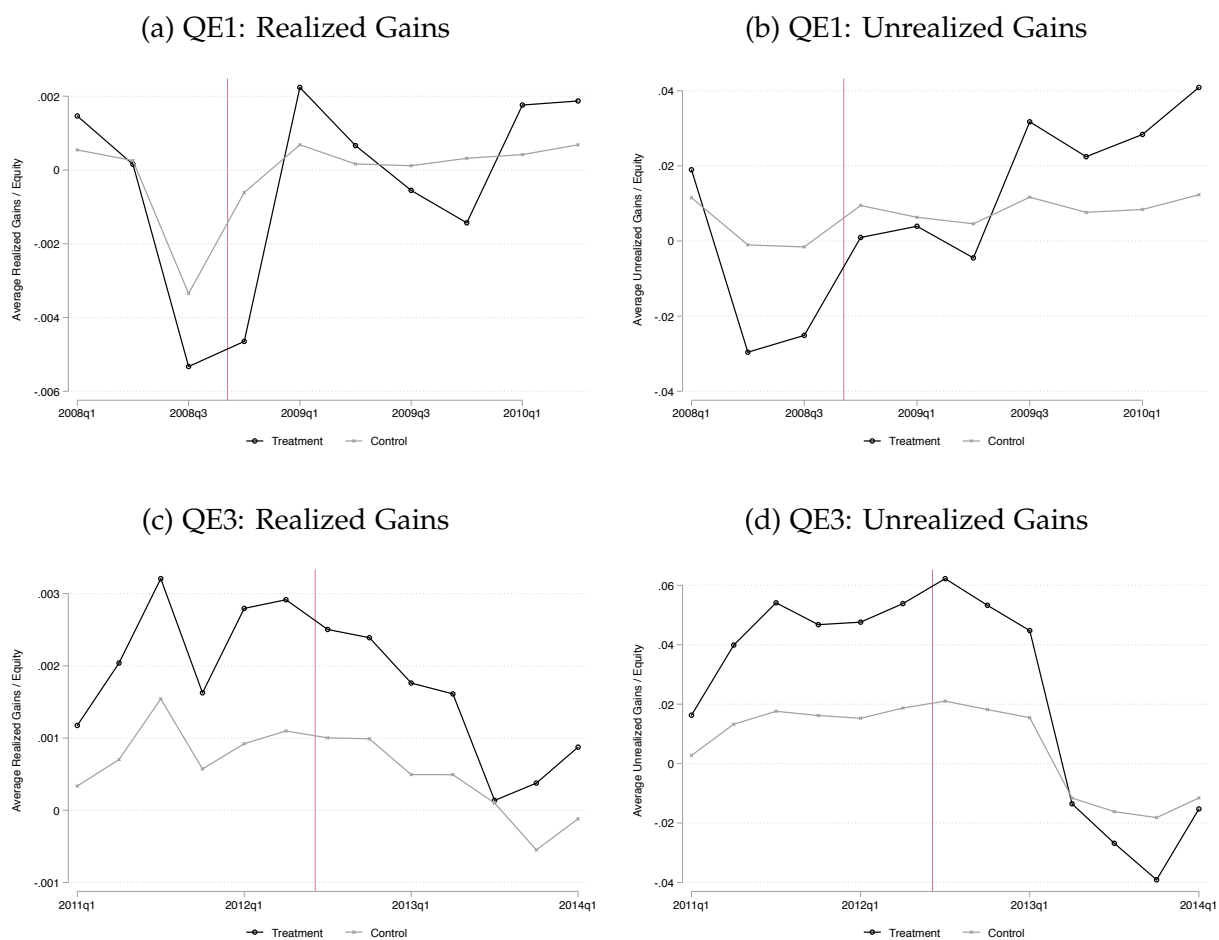 (a) QE1: Realized Gains
Average Realized Gains / Equity
.002
0
-.002
-.004
-.006
2008q1 2008q3 2009q1 2009q3 2010q1
Treatment Control
(b) QE1: Unrealized Gains
Average Unrealized Gains / Equity
.04
.02
0
-.02
-.04
2008q1 2008q3 2009q1 2009q3 2010q1
Treatment Control
(c) QE3: Realized Gains
Average Realized Gains / Equity
.003
.002
.001
0
-.001
2011q1 2012q1 2013q1 2014q1
Treatment Control
(d) QE3: Unrealized Gains
Average Unrealized Gains / Equity
.06
.04
.02
0
-.02
-.04
2011q1 2012q1 2013q1 2014q1
Treatment Control